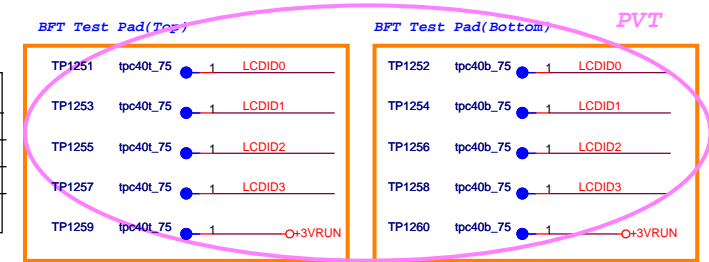 PVT
BFT Test Pad(Top)
BFT Test Pad(Bottom)
TP1251 tpc40t_75 1 LCDID0
TP1253 tpc40t_75 1 LCDID1
TP1255 tpc40t_75 1 LCDID2
TP1257 tpc40t_75 1 LCDID3
TP1259 tpc40t_75 1 +3VRUN
TP1252 tpc40b_75 1 LCDID0
TP1254 tpc40b_75 1 LCDID1
TP1256 tpc40b_75 1 LCDID2
TP1258 tpc40b_75 1 LCDID3
TP1260 tpc40b_75 1 +3VRUN